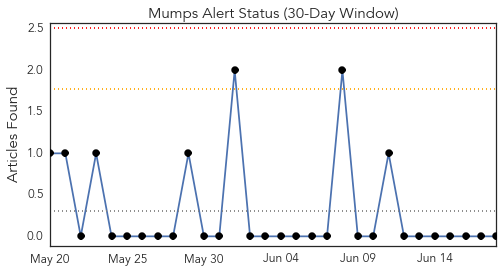 Mumps Alert Status (30-Day Window)
Articles Found
2.5
2.0
1.5
1.0
0.5
0.0
May 20 May 25 May 30 Jun 04 Jun 09 Jun 14